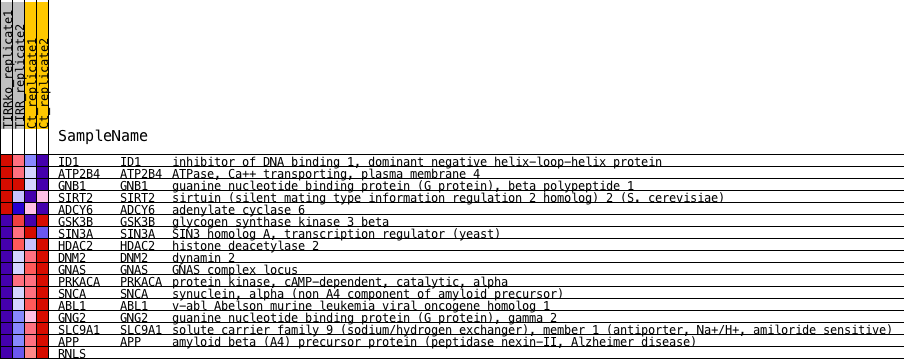 TIRRko_replicate1
TIRR_replicate2
Ct_replicate1
Ct_replicate2
SampleName
ID1 ID1 inhibitor of DNA binding 1, dominant negative helix-loop-helix protein
ATP2B4 ATP2B4 ATPase, Ca++ transporting, plasma membrane 4
GNB1 GNB1 guanine nucleotide binding protein (G protein), beta polypeptide 1
SIRT2 SIRT2 sirtuin (silent mating type information regulation 2 homolog) 2 (S. cerevisiae)
ADCY6 ADCY6 adenylate cyclase 6
GSK3B GSK3B glycogen synthase kinase 3 beta
SIN3A SIN3A SIN3 homolog A, transcription regulator (yeast)
HDAC2 HDAC2 histone deacetylase 2
DNM2 DNM2 dynamin 2
GNAS GNAS GNAS complex locus
PRKACA PRKACA protein kinase, cAMP-dependent, catalytic, alpha
SNCA SNCA synuclein, alpha (non A4 component of amyloid precursor)
ABL1 ABL1 v-abl Abelson murine leukemia viral oncogene homolog 1
GNG2 GNG2 guanine nucleotide binding protein (G protein), gamma 2
SLC9A1 SLC9A1 solute carrier family 9 (sodium/hydrogen exchanger), member 1 (antiporter, Na+/H+, amiloride sensitive)
APP APP amyloid beta (A4) precursor protein (peptidase nexin-II, Alzheimer disease)
RNLS